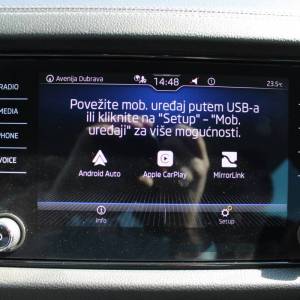 Avenija Dubrava
14:48
23.5°c
RADIO
MEDIA
PHONE
VOICE
Povežite mob. uređaj putem USB-a
ili kliknite na "Setup" - "Mob.
uređaji" za više mogućnosti.
Android Auto
Apple CarPlay
MirrorLink
Info
Setup